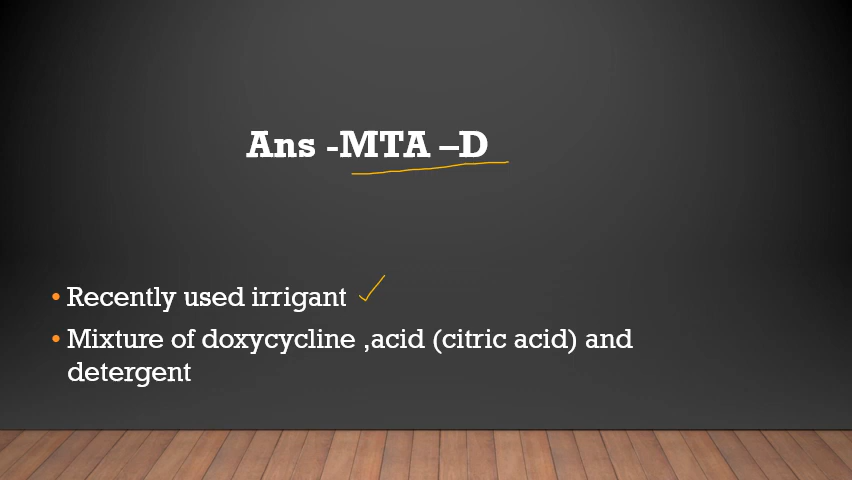 Ans -MTA –D
• Recently used irrigant
• Mixture of doxycycline ,acid (citric acid) and
detergent